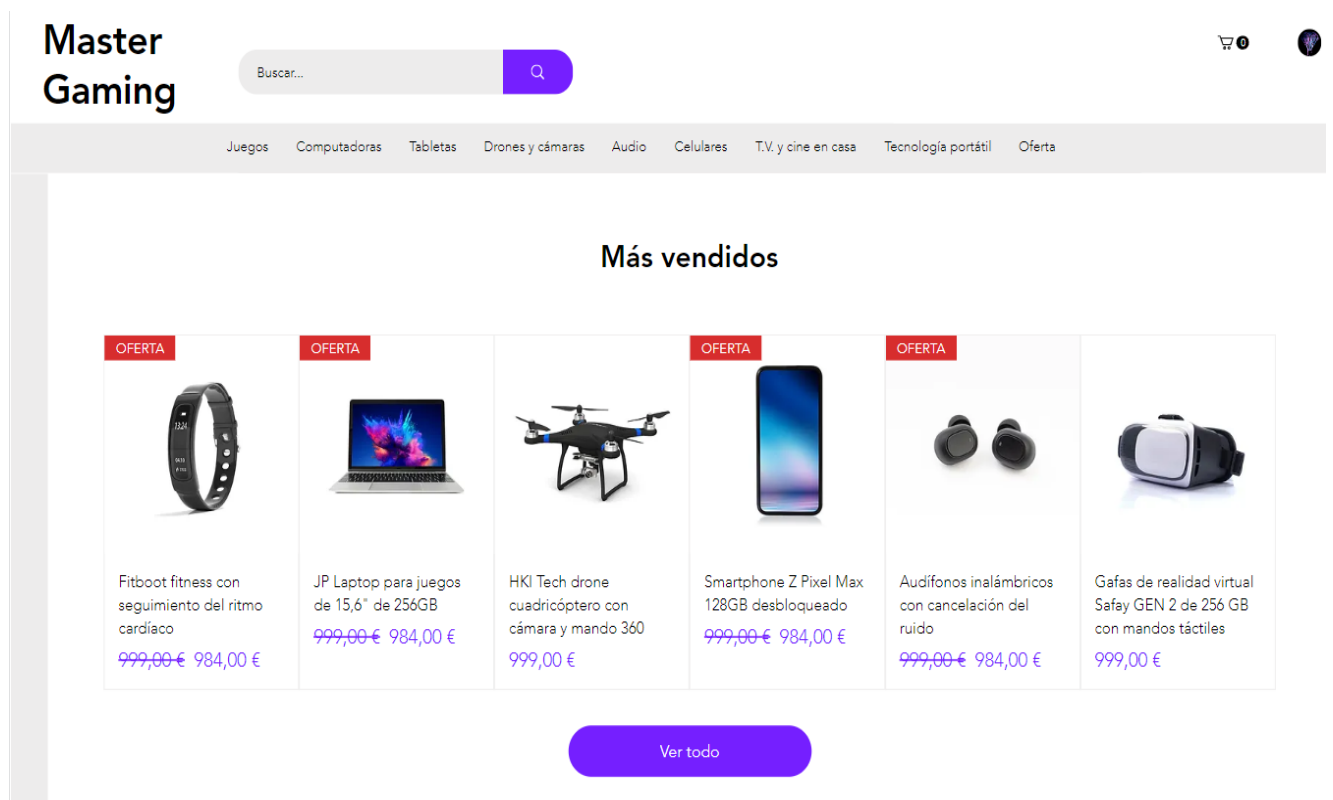 Master
Gaming
Buscar...
0
Juegos Computadoras Tabletas Drones y cámaras Audio Celulares T.V. y cine en casa Tecnología portátil Oferta
Más vendidos
OFERTA
13:24
Fitboot fitness con
seguimiento del ritmo
cardíaco
999,00 € 984,00 €
OFERTA
JP Laptop para juegos
de 15,6" de 256GB
999,00 € 984,00 €
HKI Tech drone
cuadricóptero con
cámara y mando 360
999,00 €
OFERTA
Smartphone Z Pixel Max
128GB desbloqueado
999,00 € 984,00 €
OFERTA
Audífonos inalámbricos
con cancelación del
ruido
999,00 € 984,00 €
Gafas de realidad virtual
Safay GEN 2 de 256 GB
con mandos táctiles
999,00 €
Ver todo